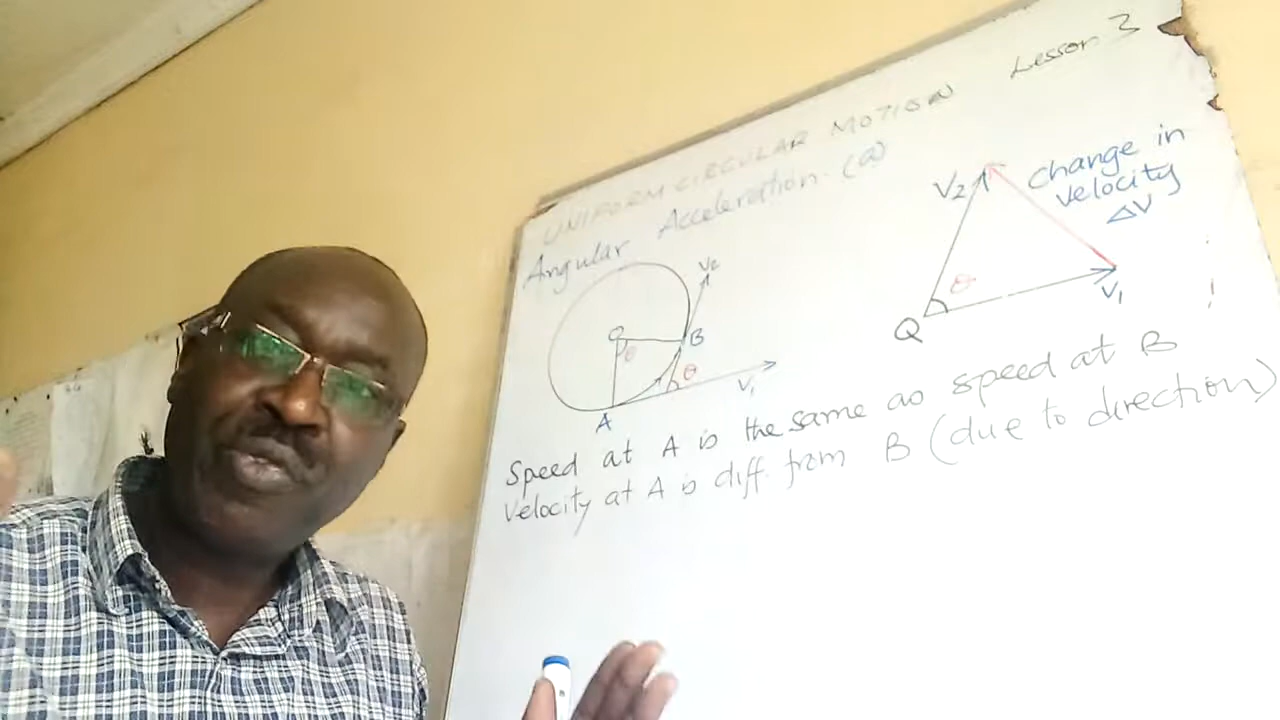 Lesson 3
UNIFORM CIRCULAR MOTION
Angular Acceleration (a)
V2
O
B
θ
θ
V1
A
V2
change in
velocity
ΔV
θ
Q
V1
Speed at A is the same as speed at B
Velocity at A is diff. from B (due to direction)